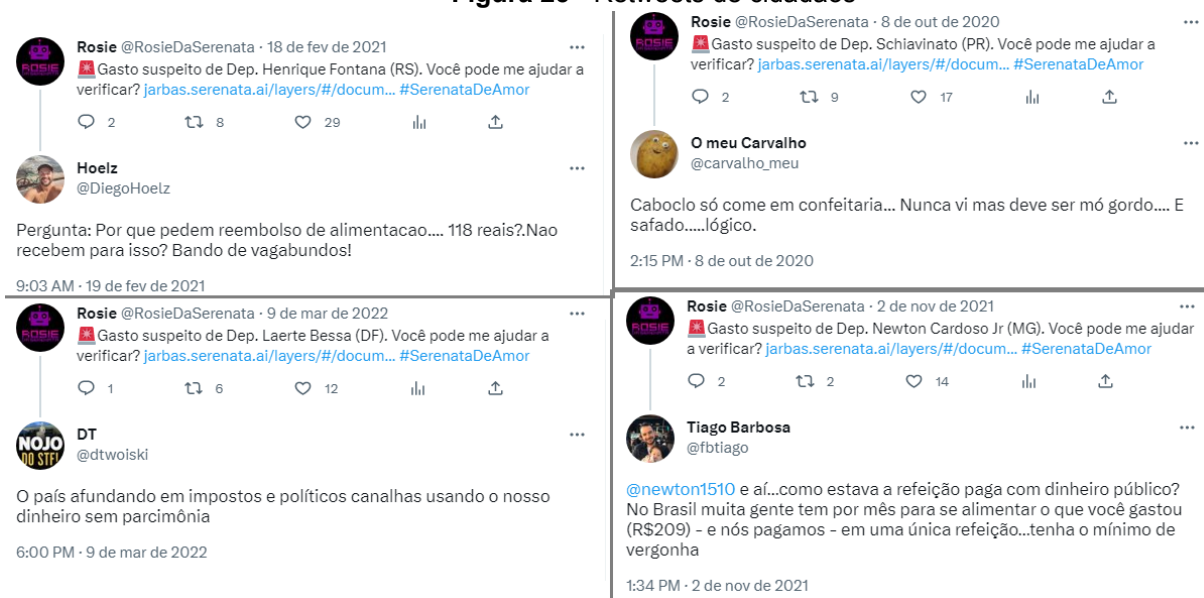 Figura 20 - Retweets de cidadãos
Rosie @RosieDaSerenata · 18 de fev de 2021
🚨Gasto suspeito de Dep. Henrique Fontana (RS). Você pode me ajudar a
verificar? jarbas.serenata.ai/layers/#/docum... #SerenataDeAmor
2 8 29
Hoelz
@DiegoHoelz
Pergunta: Por que pedem reembolso de alimentacao.... 118 reais?.Nao
recebem para isso? Bando de vagabundos!
9:03 AM · 19 de fev de 2021
Rosie @RosieDaSerenata · 8 de out de 2020
🚨Gasto suspeito de Dep. Schiavinato (PR). Você pode me ajudar a
verificar? jarbas.serenata.ai/layers/#/docum... #SerenataDeAmor
2 9 17
O meu Carvalho
@carvalho_meu
Caboclo só come em confeitaria... Nunca vi mas deve ser mó gordo.... E
safado.....lógico.
2:15 PM · 8 de out de 2020
Rosie @RosieDaSerenata · 9 de mar de 2022
🚨Gasto suspeito de Dep. Laerte Bessa (DF). Você pode me ajudar a
verificar? jarbas.serenata.ai/layers/#/docum... #SerenataDeAmor
1 6 12
NOJO
DO STF!
DT
@dtwoiski
O país afundando em impostos e políticos canalhas usando o nosso
dinheiro sem parcimônia
6:00 PM · 9 de mar de 2022
Rosie @RosieDaSerenata · 2 de nov de 2021
🚨Gasto suspeito de Dep. Newton Cardoso Jr (MG). Você pode me ajudar
a verificar? jarbas.serenata.ai/layers/#/docum... #SerenataDeAmor
2 2 14
Tiago Barbosa
@fbtiago
@newton1510 e aí...como estava a refeição paga com dinheiro público?
No Brasil muita gente tem por mês para se alimentar o que você gastou
(R$209) - e nós pagamos - em uma única refeição...tenha o mínimo de
vergonha
1:34 PM · 2 de nov de 2021